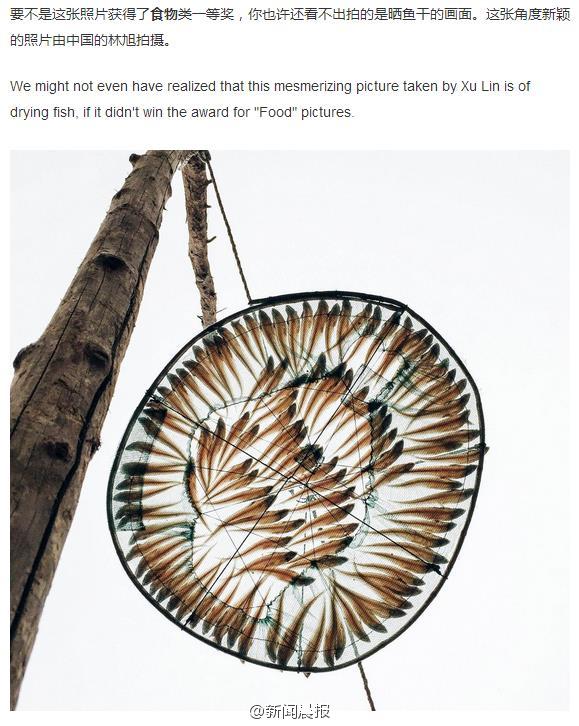 要不是这张照片获得了食物类一等奖，你也许还看不出拍的是晒鱼干的画面。这张角度新颖
的照片由中国的林旭拍摄。
We might not even have realized that this mesmerizing picture taken by Xu Lin is of
drying fish, if it didn't win the award for "Food" pictures.
@新闻晨报